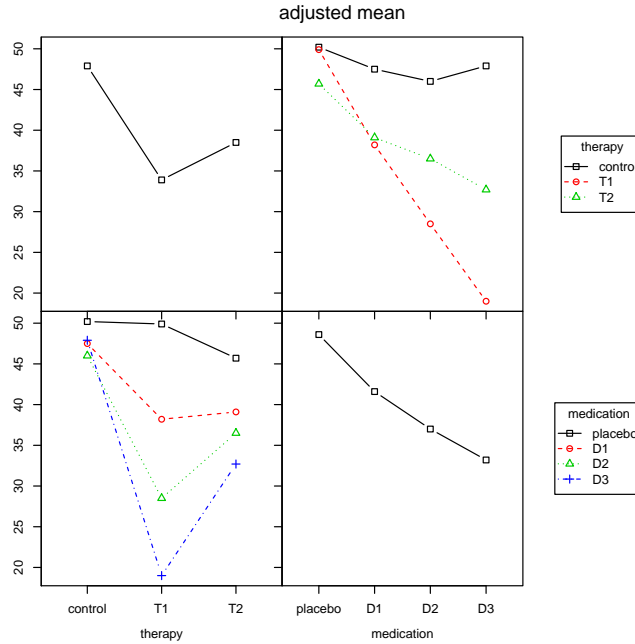 adjusted mean
50
45
40
35
30
25
20
therapy
control
T1
T2
50
45
40
35
30
25
20
medication
placebo
D1
D2
D3
control T1 T2 placebo D1 D2 D3
therapy medication